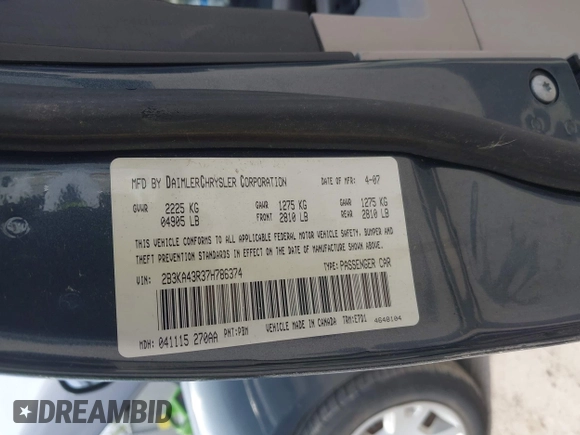 MFD BY DAIMLERCHRYSLER CORPORATION DATE OF MFR: 4-07
GVWR 2225 KG GAWR 1275 KG GAWR 1275 KG
04905 LB FRONT 2810 LB REAR 2810 LB
THIS VEHICLE CONFORMS TO ALL APPLICABLE FEDERAL MOTOR VEHICLE SAFETY, BUMPER AND
THEFT PREVENTION STANDARDS IN EFFECT ON THE DATE OF MANUFACTURE SHOWN ABOVE.
VIN: 2B3KA43R37H786374 TYPE: PASSENGER CAR
MDH: 041115 270AA PNT: PBM VEHICLE MADE IN CANADA TRM: E7D1 4648104
DREAMBID